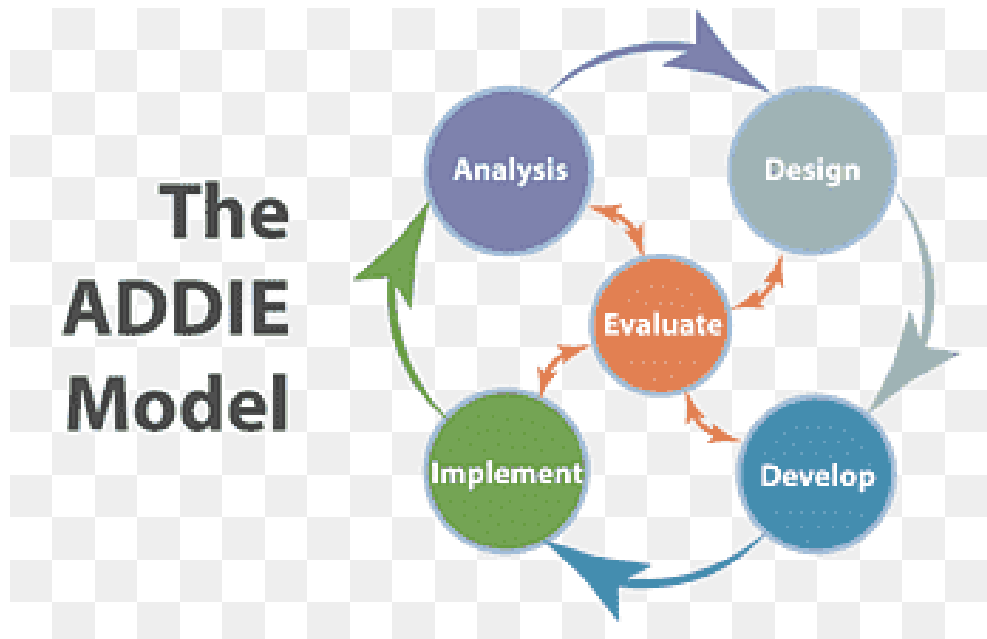 The
ADDIE
Model
Analysis
Design
Evaluate
Implement
Develop